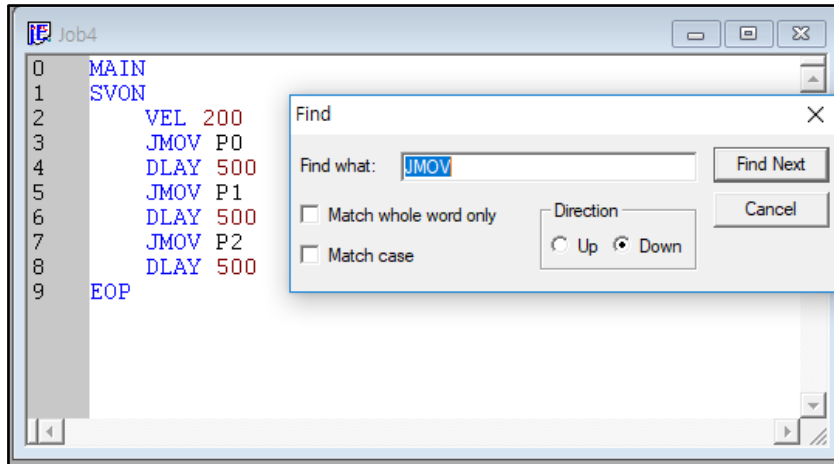 Job4
0 MAIN
1 SVON
2 VEL 200
3 JMOV P0
4 DLAY 500
5 JMOV P1
6 DLAY 500
7 JMOV P2
8 DLAY 500
9 EOP
Find
Find what: JMOV
Find Next
Match whole word only
Match case
Direction
Up Down
Cancel